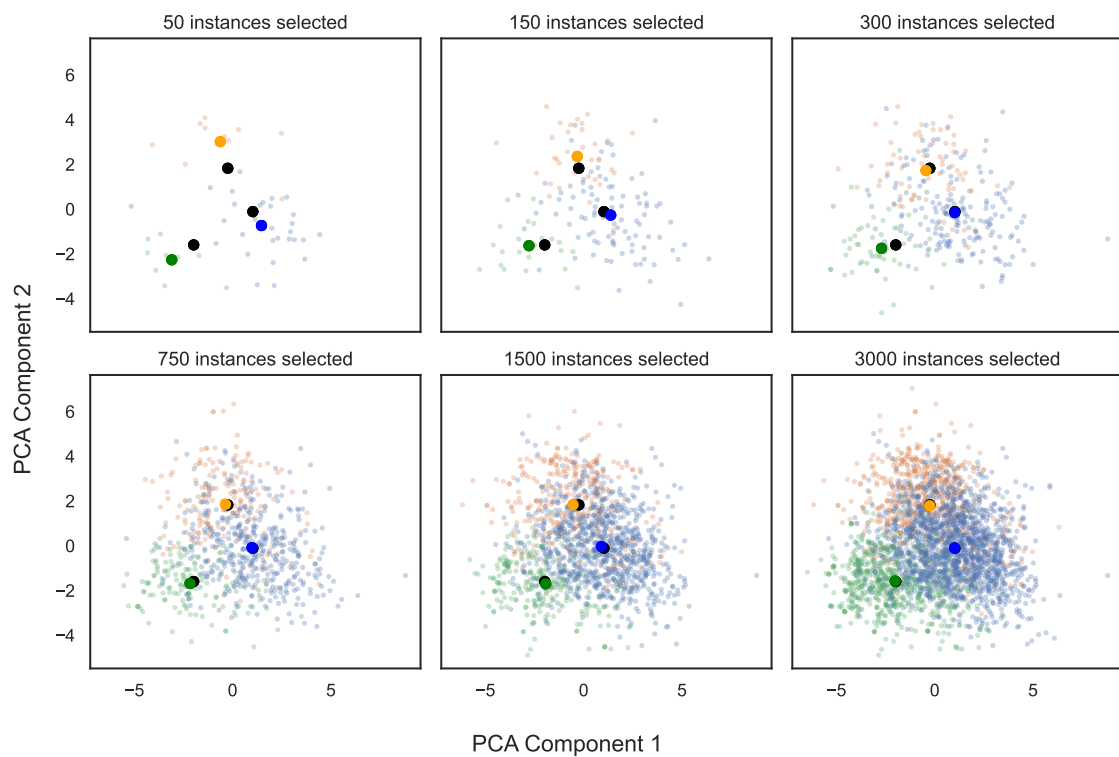 50 instances selected
150 instances selected
300 instances selected
6
4
2
0
−2
−4
PCA Component 2
750 instances selected
1500 instances selected
3000 instances selected
6
4
2
0
−2
−4
−5 0 5
−5 0 5
−5 0 5
PCA Component 1